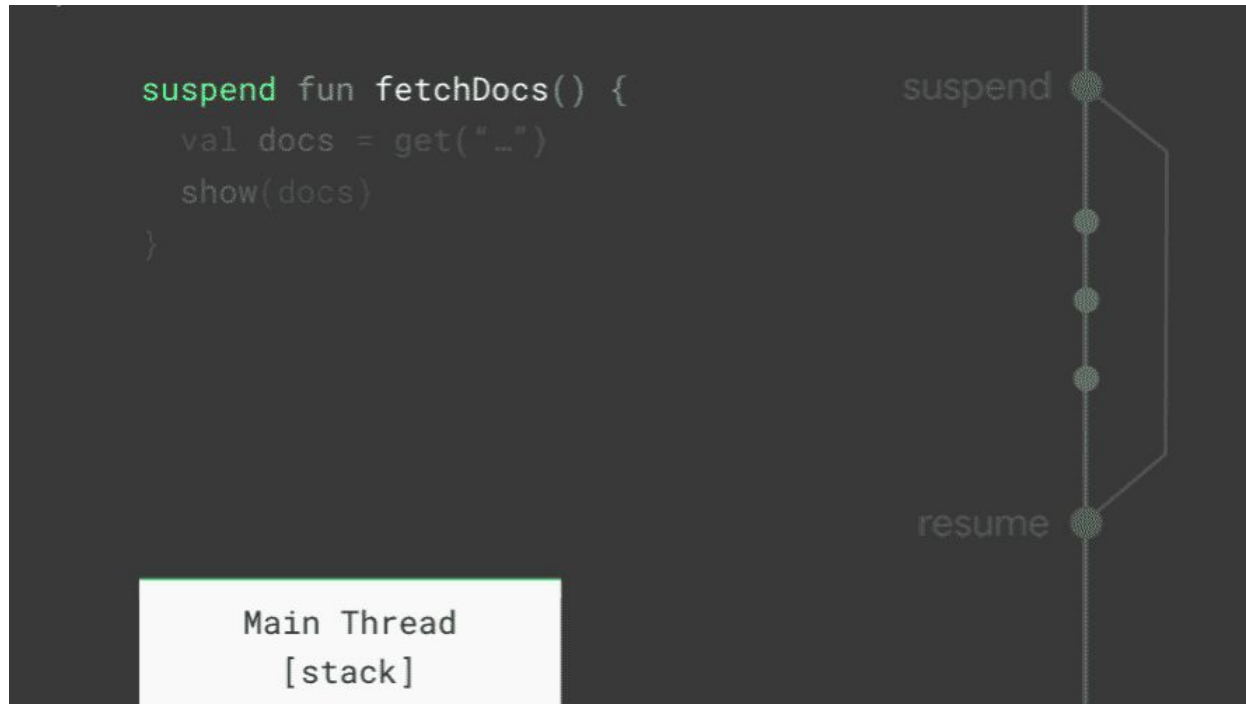 suspend fun fetchDocs() {
val docs = get(“…”)
show(docs)
}
suspend
resume
Main Thread
[stack]